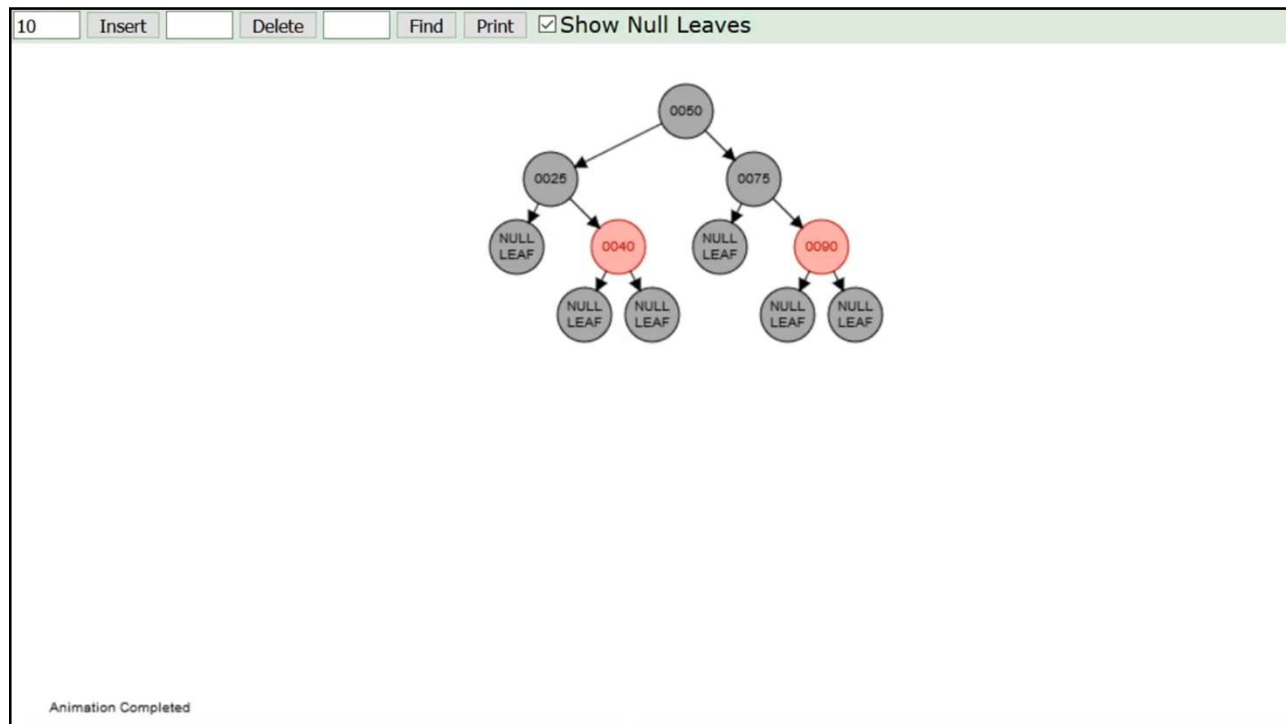 10 Insert Delete Find Print Show Null Leaves
0050
0025 0075
NULL LEAF 0040 NULL LEAF 0090
NULL LEAF NULL LEAF NULL LEAF NULL LEAF
Animation Completed